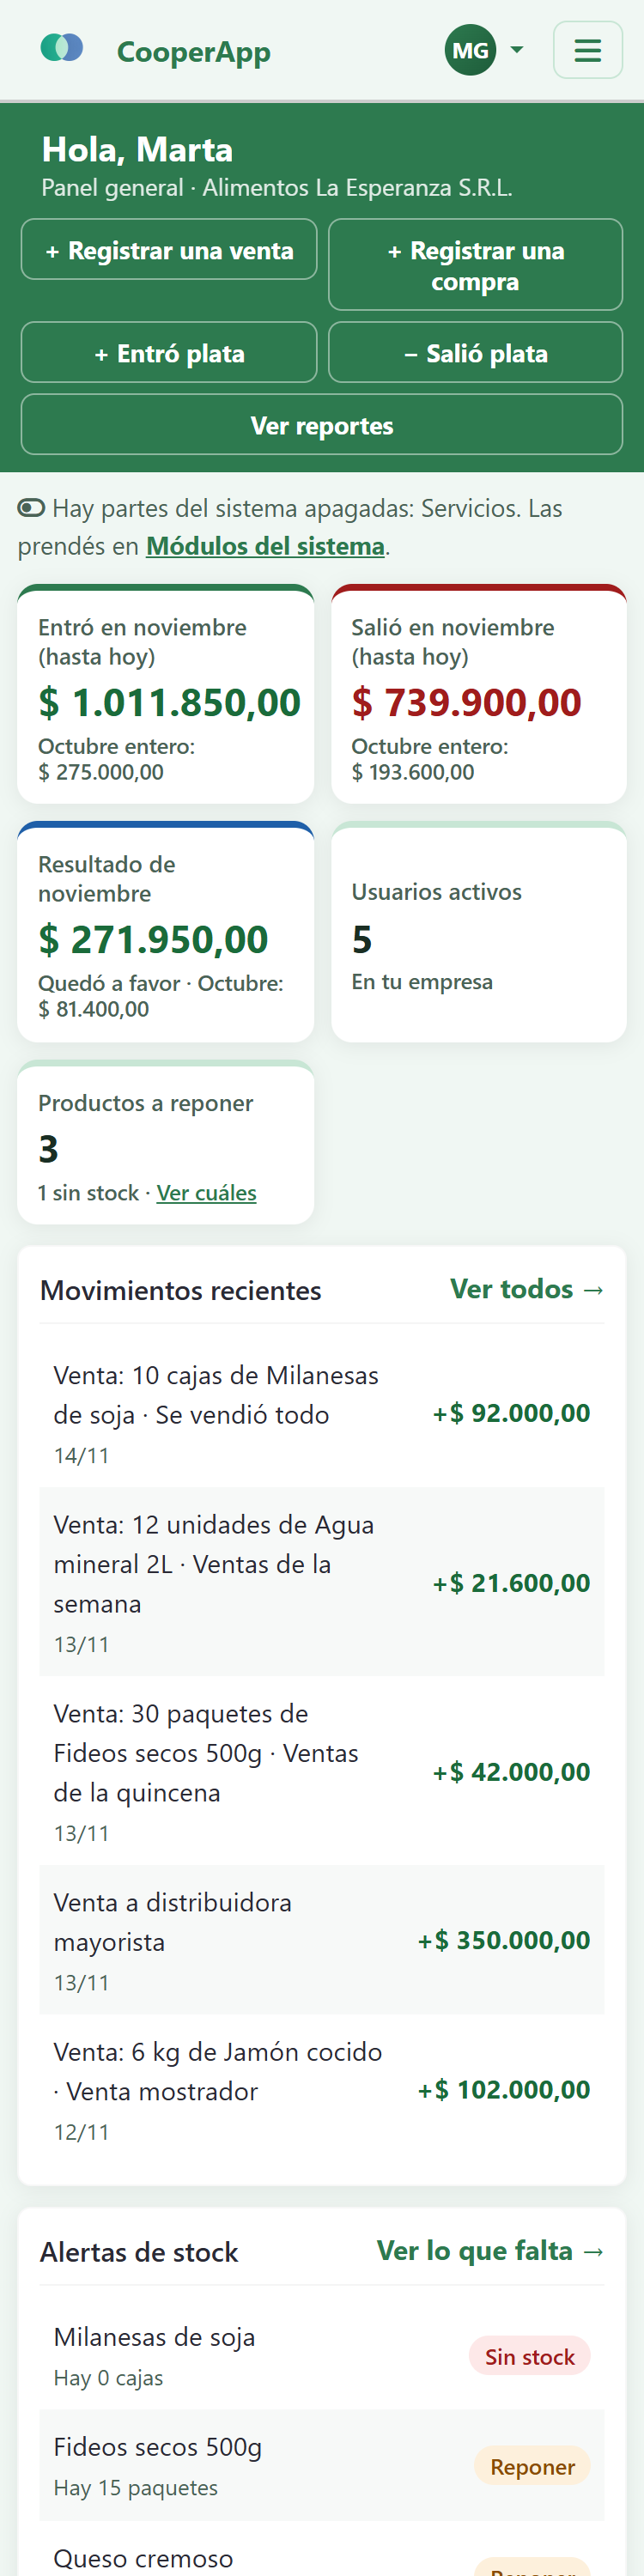 CooperApp
MG
Hola, Marta
Panel general · Alimentos La Esperanza S.R.L.
+ Registrar una venta
+ Registrar una
compra
+ Entró plata
− Salió plata
Ver reportes
Hay partes del sistema apagadas: Servicios. Las
prendés en Módulos del sistema.
Entró en noviembre
(hasta hoy)
$ 1.011.850,00
Octubre entero:
$ 275.000,00
Salió en noviembre
(hasta hoy)
$ 739.900,00
Octubre entero:
$ 193.600,00
Resultado de
noviembre
$ 271.950,00
Quedó a favor · Octubre:
$ 81.400,00
Usuarios activos
5
En tu empresa
Productos a reponer
3
1 sin stock · Ver cuáles
Movimientos recientes
Ver todos →
Venta: 10 cajas de Milanesas
de soja · Se vendió todo
14/11
+$ 92.000,00
Venta: 12 unidades de Agua
mineral 2L · Ventas de la
semana
13/11
+$ 21.600,00
Venta: 30 paquetes de
Fideos secos 500g · Ventas
de la quincena
13/11
+$ 42.000,00
Venta a distribuidora
mayorista
13/11
+$ 350.000,00
Venta: 6 kg de Jamón cocido
· Venta mostrador
12/11
+$ 102.000,00
Alertas de stock
Ver lo que falta →
Milanesas de soja
Hay 0 cajas
Sin stock
Fideos secos 500g
Hay 15 paquetes
Reponer
Queso cremoso
Reponer